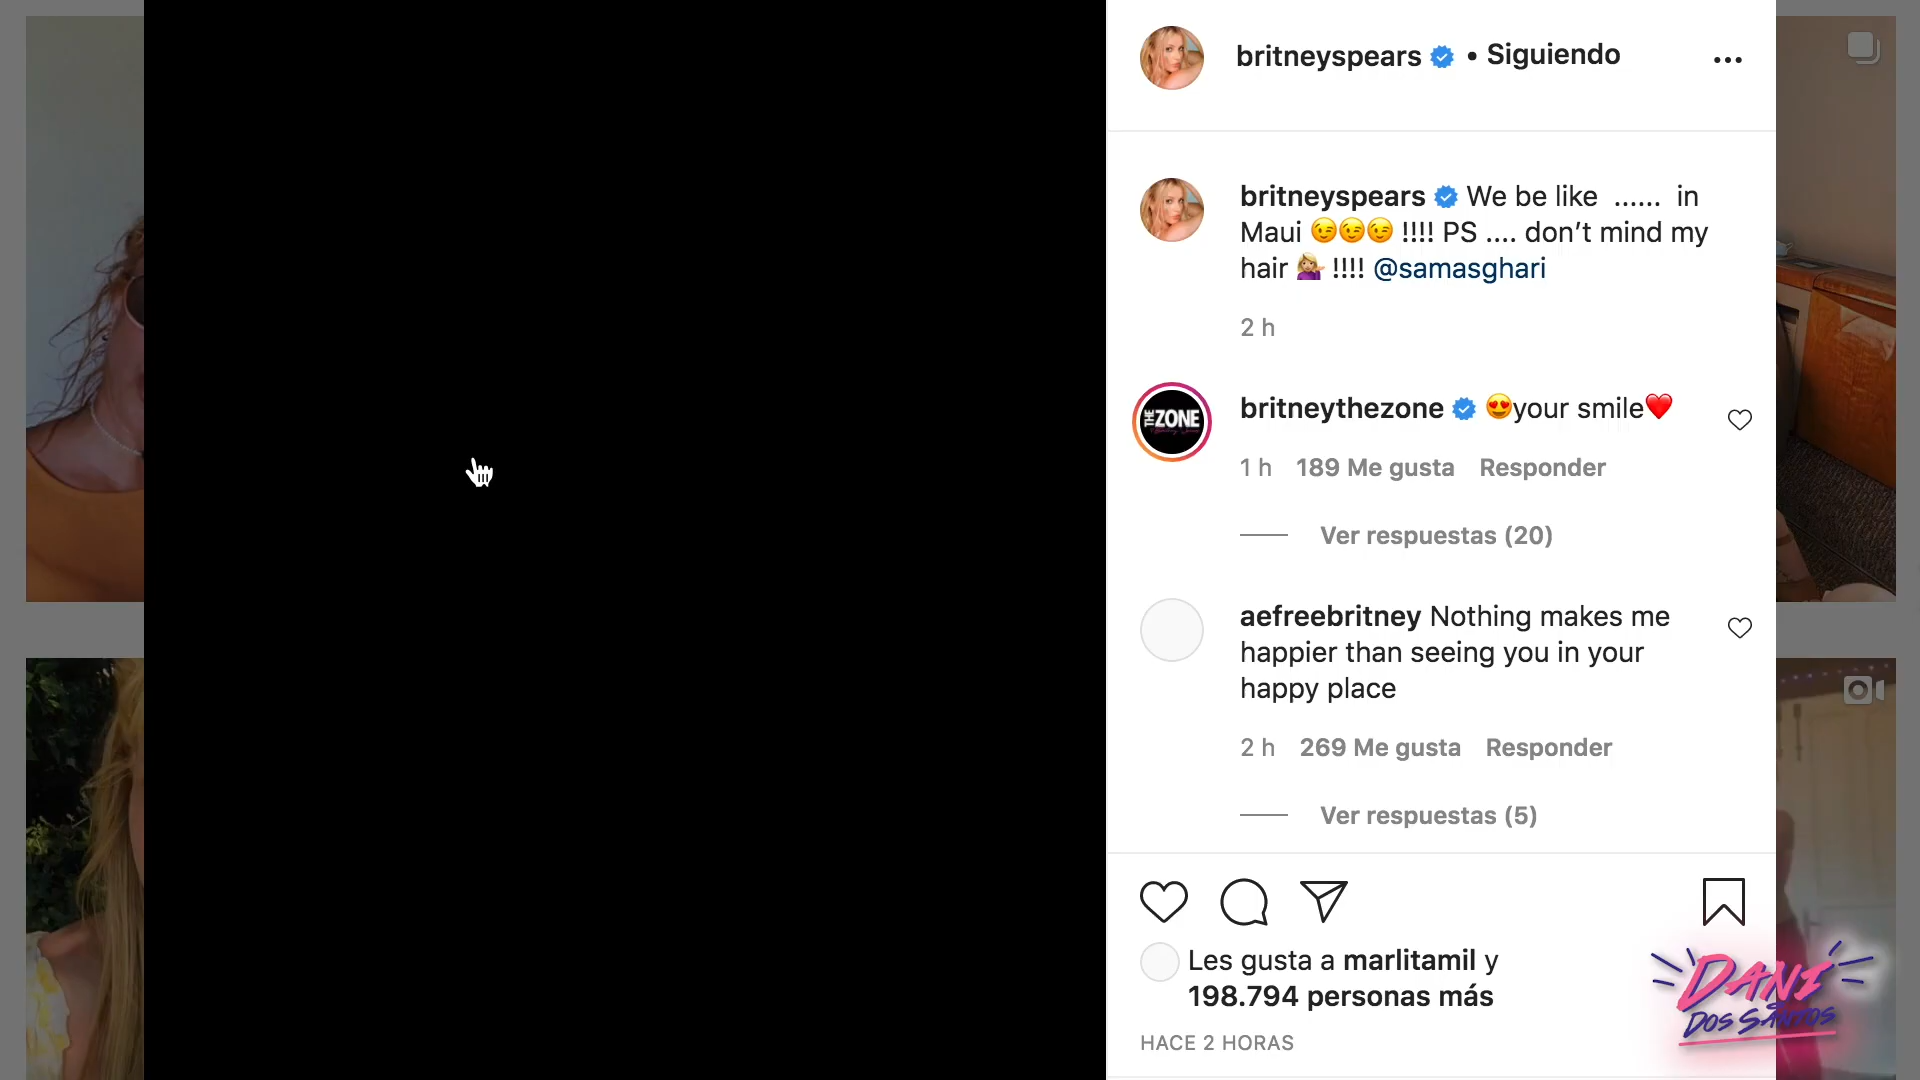 britneyspears • Siguiendo
britneyspears We be like ...... in
Maui 😉😉😉 !!!! PS .... don’t mind my
hair 💁🏼‍♀️ !!!! @samasghari
2 h
THE ZONE
britneythezone 😍your smile❤️
1 h 189 Me gusta Responder
Ver respuestas (20)
aefreebritney Nothing makes me
happier than seeing you in your
happy place
2 h 269 Me gusta Responder
Ver respuestas (5)
Les gusta a marlitamil y
198.794 personas más
HACE 2 HORAS
DANI
DOS SANTOS